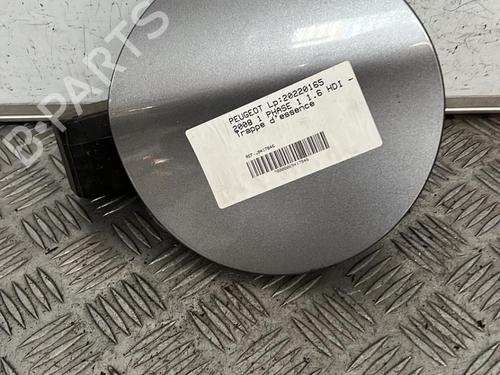 B-PARTS
PEUGEOT Lp:20220165
2008 1 PHASE 1 1.6 HDI -
Trappe d'essence